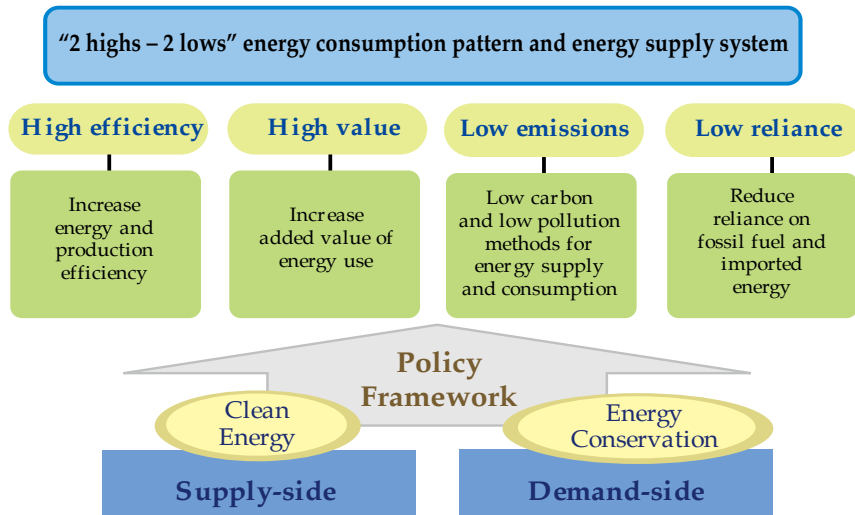 “2 highs – 2 lows” energy consumption pattern and energy supply system
High efficiency
High value
Low emissions
Low reliance
Increase
energy and
production
efficiency
Increase
added value of
energy use
Low carbon
and low pollution
methods for
energy supply
and consumption
Reduce
reliance on
fossil fuel and
imported
energy
Policy
Framework
Clean
Energy
Energy
Conservation
Supply-side
Demand-side